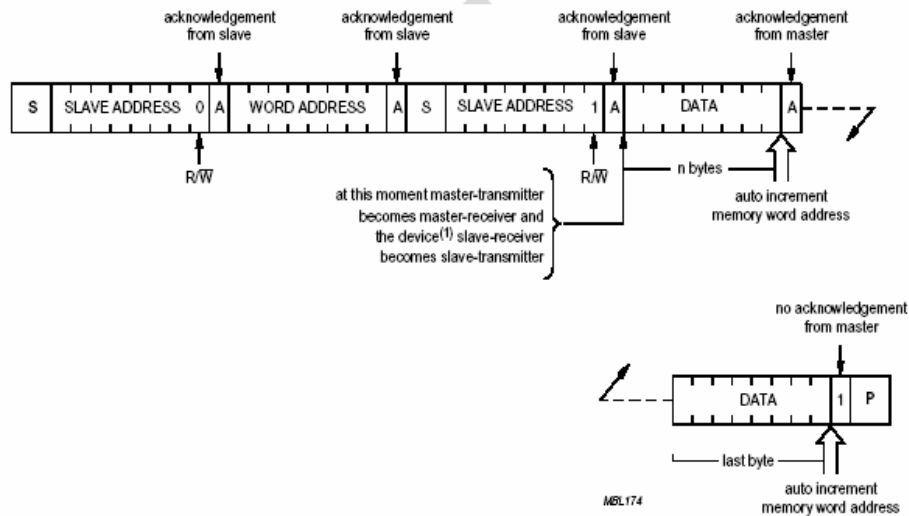 acknowledgement
from slave
acknowledgement
from slave
acknowledgement
from slave
acknowledgement
from master
S SLAVE ADDRESS 0 A WORD ADDRESS A S SLAVE ADDRESS 1 A DATA A
R/W̅
R/W̅
n bytes
at this moment master-transmitter
becomes master-receiver and
the device(1) slave-receiver
becomes slave-transmitter
auto increment
memory word address
no acknowledgement
from master
DATA 1 P
last byte
auto increment
memory word address
MBL174